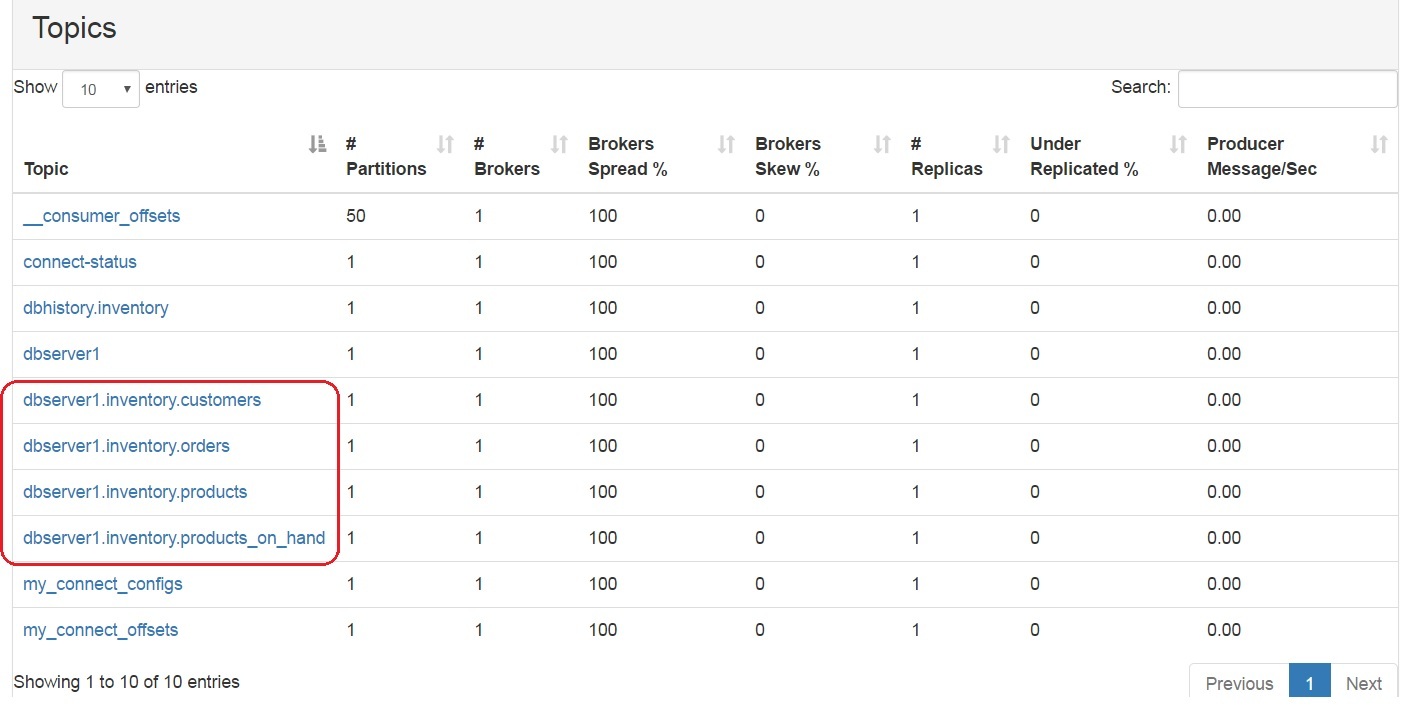 Topics
Show 10 entries Search:
Topic # Partitions # Brokers Brokers Spread % Brokers Skew % # Replicas Under Replicated % Producer Message/Sec
__consumer_offsets 50 1 100 0 1 0 0.00
connect-status 1 1 100 0 1 0 0.00
dbhistory.inventory 1 1 100 0 1 0 0.00
dbserver1 1 1 100 0 1 0 0.00
dbserver1.inventory.customers 1 1 100 0 1 0 0.00
dbserver1.inventory.orders 1 1 100 0 1 0 0.00
dbserver1.inventory.products 1 1 100 0 1 0 0.00
dbserver1.inventory.products_on_hand 1 1 100 0 1 0 0.00
my_connect_configs 1 1 100 0 1 0 0.00
my_connect_offsets 1 1 100 0 1 0 0.00
Showing 1 to 10 of 10 entries Previous 1 Next